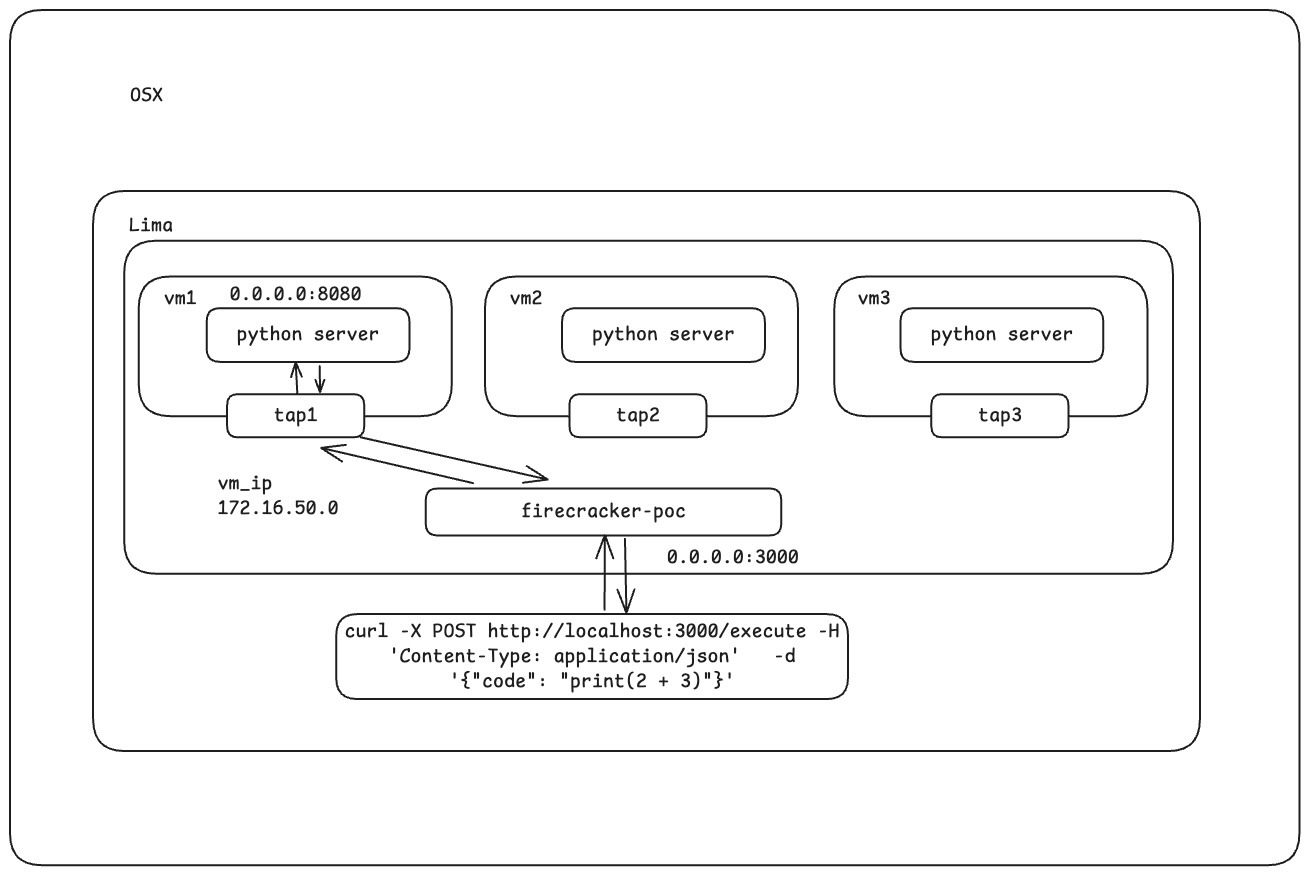 OSX
Lima
vm1
0.0.0.0:8080
python server
tap1
vm2
python server
tap2
vm3
python server
tap3
vm_ip
172.16.50.0
firecracker-poc
0.0.0.0:3000
curl -X POST http://localhost:3000/execute -H
'Content-Type: application/json'   -d
'{"code": "print(2 + 3)"}'